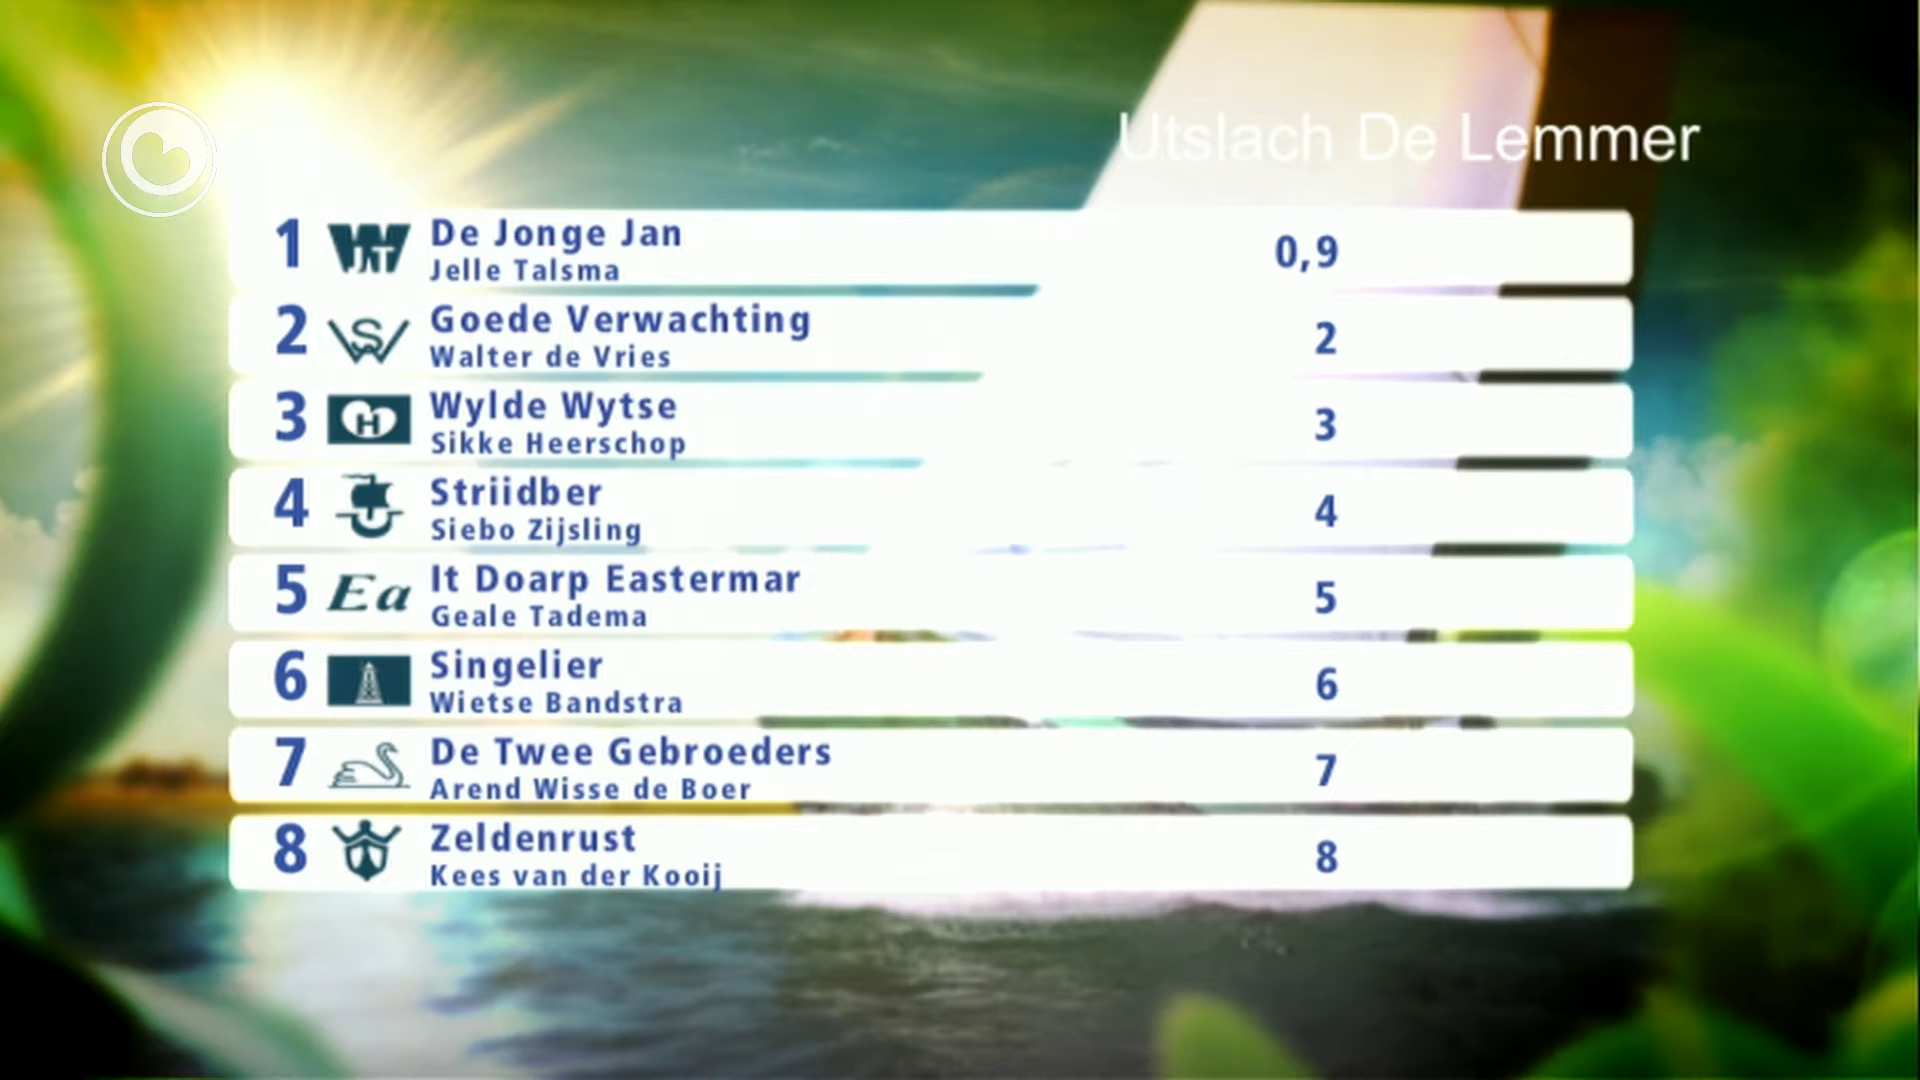 Utslach De Lemmer
1 WJT De Jonge Jan 0,9
Jelle Talsma
2 WS Goede Verwachting 2
Walter de Vries
3 H Wylde Wytse 3
Sikke Heerschop
4 Striidber 4
Siebo Zijsling
5 Ea It Doarp Eastermar 5
Geale Tadema
6 Singelier 6
Wietse Bandstra
7 De Twee Gebroeders 7
Arend Wisse de Boer
8 Zeldenrust 8
Kees van der Kooij